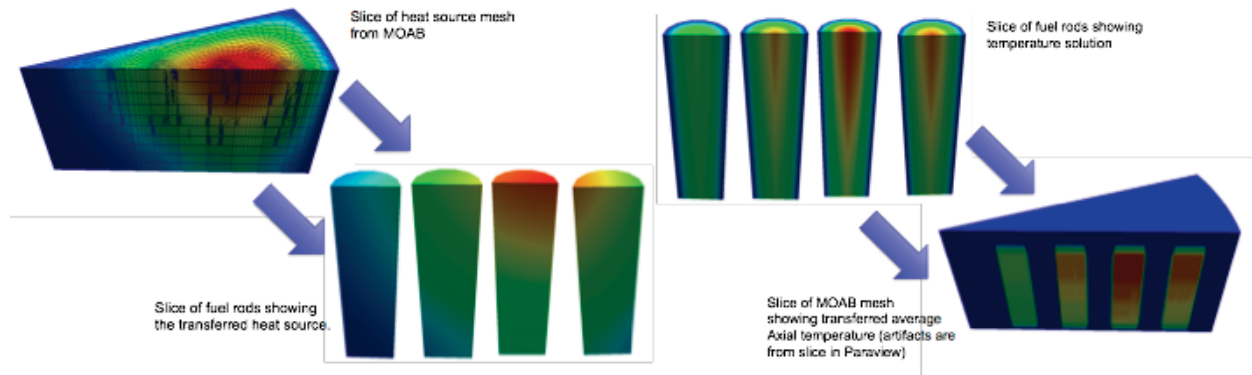 Slice of heat source mesh
from MOAB
Slice of fuel rods showing
the transferred heat source.
Slice of fuel rods showing
temperature solution
Slice of MOAB mesh
showing transferred average
Axial temperature (artifacts are
from slice in Paraview)